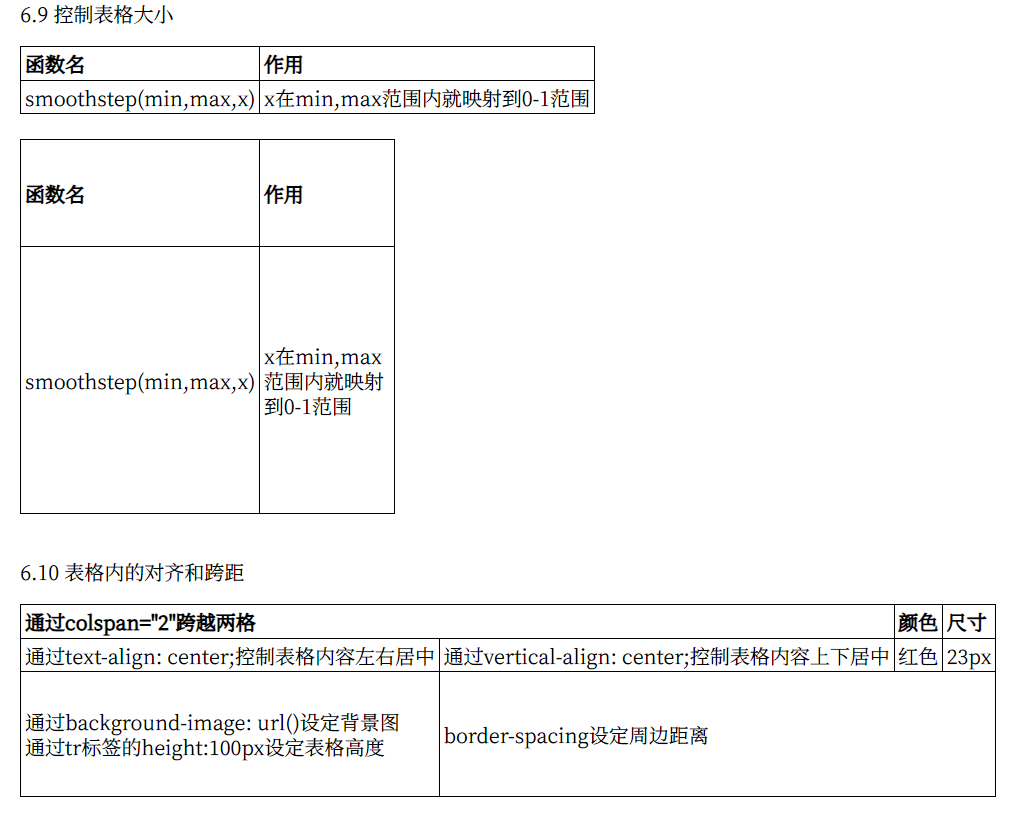 6.9 控制表格大小
函数名 作用
smoothstep(min,max,x) x在min,max范围内就映射到0-1范围
函数名 作用
smoothstep(min,max,x) x在min,max
范围内就映射
到0-1范围
6.10 表格内的对齐和跨距
通过colspan="2"跨越两格 颜色 尺寸
通过text-align: center;控制表格内容左右居中 通过vertical-align: center;控制表格内容上下居中 红色 23px
通过background-image: url()设定背景图
通过tr标签的height:100px设定表格高度
border-spacing设定周边距离